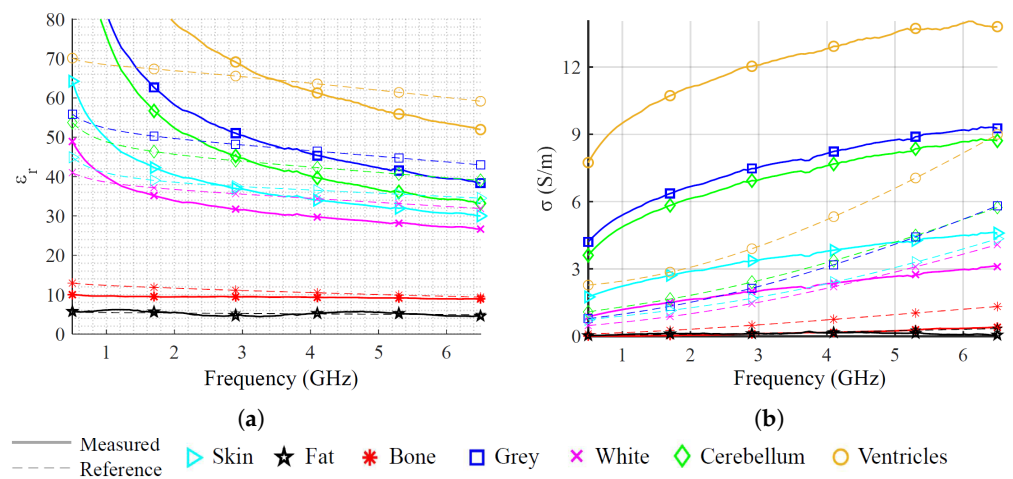 80
70
60
50
40
30
20
10
0
εr
1 2 3 4 5 6
Frequency (GHz)
(a)
12
9
6
3
0
σ (S/m)
1 2 3 4 5 6
Frequency (GHz)
(b)
Measured
Reference
Skin Fat Bone Grey White Cerebellum Ventricles